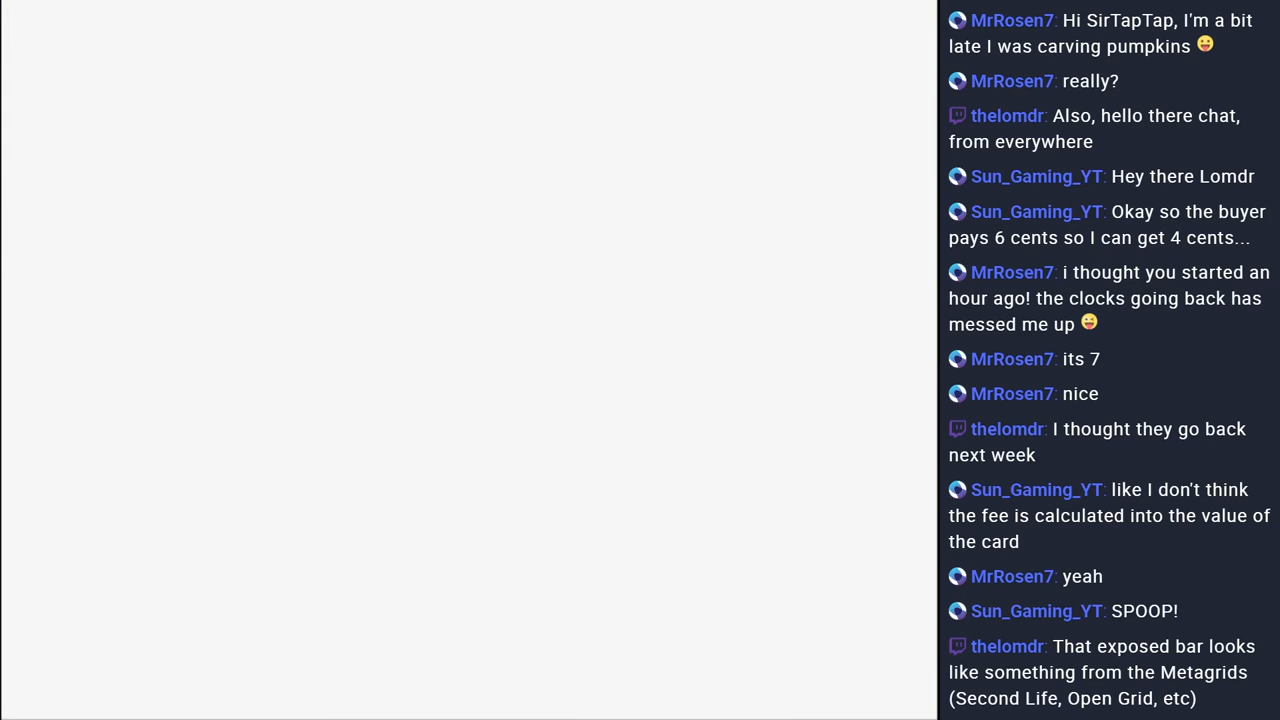 MrRosen7: Hi SirTapTap, I'm a bit
late I was carving pumpkins 😜
MrRosen7: really?
thelomdr: Also, hello there chat,
from everywhere
Sun_Gaming_YT: Hey there Lomdr
Sun_Gaming_YT: Okay so the buyer
pays 6 cents so I can get 4 cents...
MrRosen7: i thought you started an
hour ago! the clocks going back has
messed me up 😜
MrRosen7: its 7
MrRosen7: nice
thelomdr: I thought they go back
next week
Sun_Gaming_YT: like I don't think
the fee is calculated into the value of
the card
MrRosen7: yeah
Sun_Gaming_YT: SPOOP!
thelomdr: That exposed bar looks
like something from the Metagrids
(Second Life, Open Grid, etc)